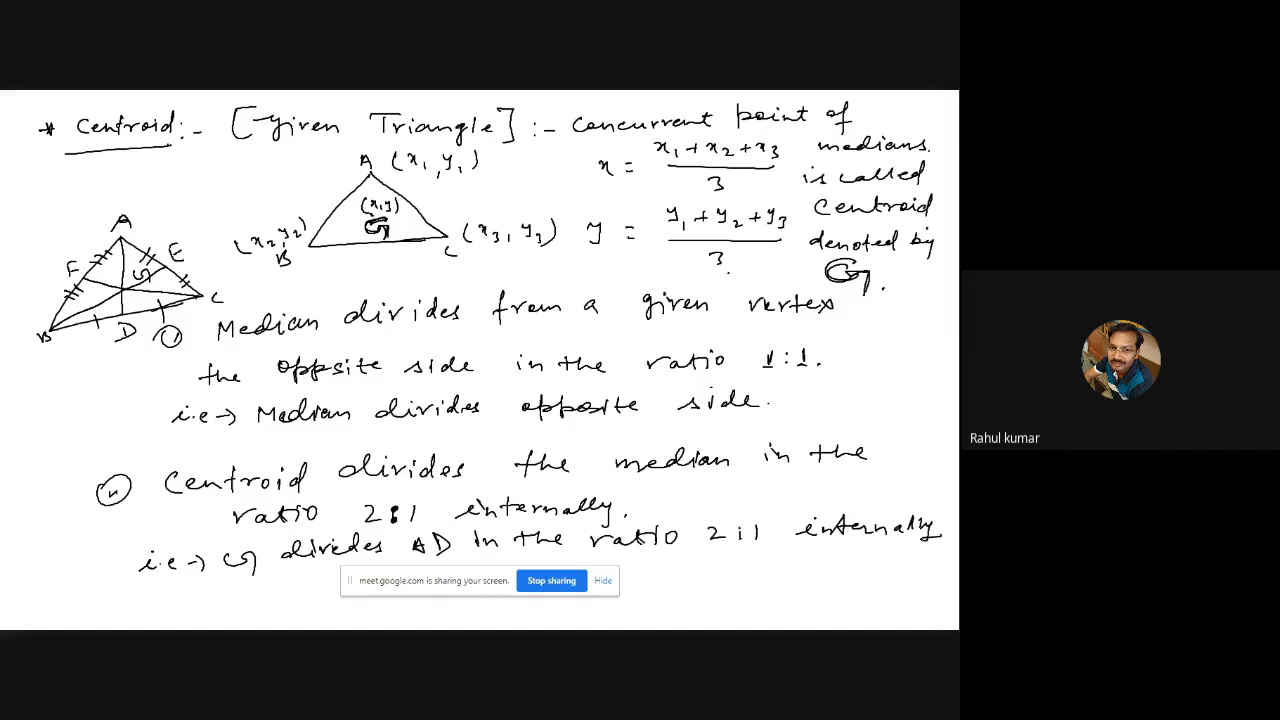 * Centroid:- [Given Triangle] :- Concurrent point of
medians.
is called
Centroid
denoted by
G.
A (x1, y1)
(x2, y2)
B
(x, y)
G
(x3, y3)
C
x = x1 + x2 + x3 / 3
y = y1 + y2 + y3 / 3
A
F
E
G
B
D
C
(i) Median divides from a given vertex
the opposite side in the ratio 1:1.
i.e → Median divides opposite side.
(ii) Centroid divides the median in the
ratio 2:1 internally.
i.e → G divides AD in the ratio 2:1 internally
meet.google.com is sharing your screen.
Stop sharing
Hide
Rahul kumar